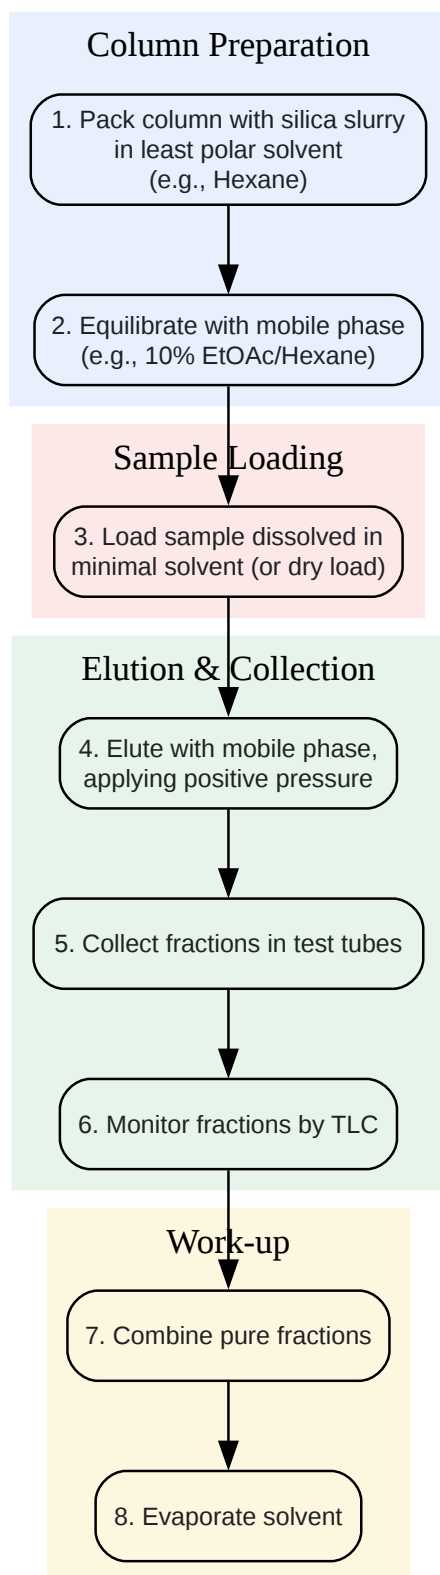 Column Preparation
1. Pack column with silica slurry
in least polar solvent
(e.g., Hexane)
2. Equilibrate with mobile phase
(e.g., 10% EtOAc/Hexane)
Sample Loading
3. Load sample dissolved in
minimal solvent (or dry load)
Elution & Collection
4. Elute with mobile phase,
applying positive pressure
5. Collect fractions in test tubes
6. Monitor fractions by TLC
Work-up
7. Combine pure fractions
8. Evaporate solvent